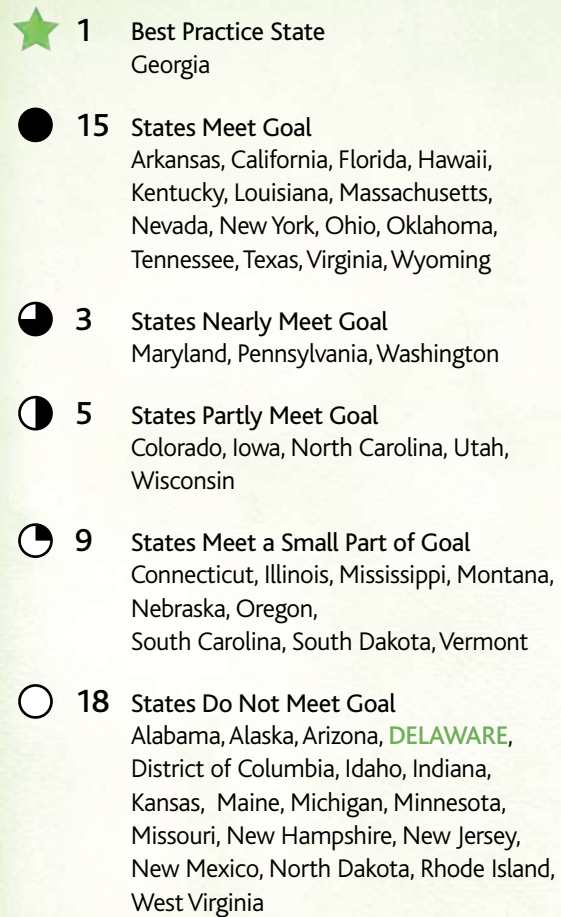 1 Best Practice State
Georgia
15 States Meet Goal
Arkansas, California, Florida, Hawaii,
Kentucky, Louisiana, Massachusetts,
Nevada, New York, Ohio, Oklahoma,
Tennessee, Texas, Virginia, Wyoming
3 States Nearly Meet Goal
Maryland, Pennsylvania, Washington
5 States Partly Meet Goal
Colorado, Iowa, North Carolina, Utah,
Wisconsin
9 States Meet a Small Part of Goal
Connecticut, Illinois, Mississippi, Montana,
Nebraska, Oregon,
South Carolina, South Dakota, Vermont
18 States Do Not Meet Goal
Alabama, Alaska, Arizona, DELAWARE,
District of Columbia, Idaho, Indiana,
Kansas, Maine, Michigan, Minnesota,
Missouri, New Hampshire, New Jersey,
New Mexico, North Dakota, Rhode Island,
West Virginia